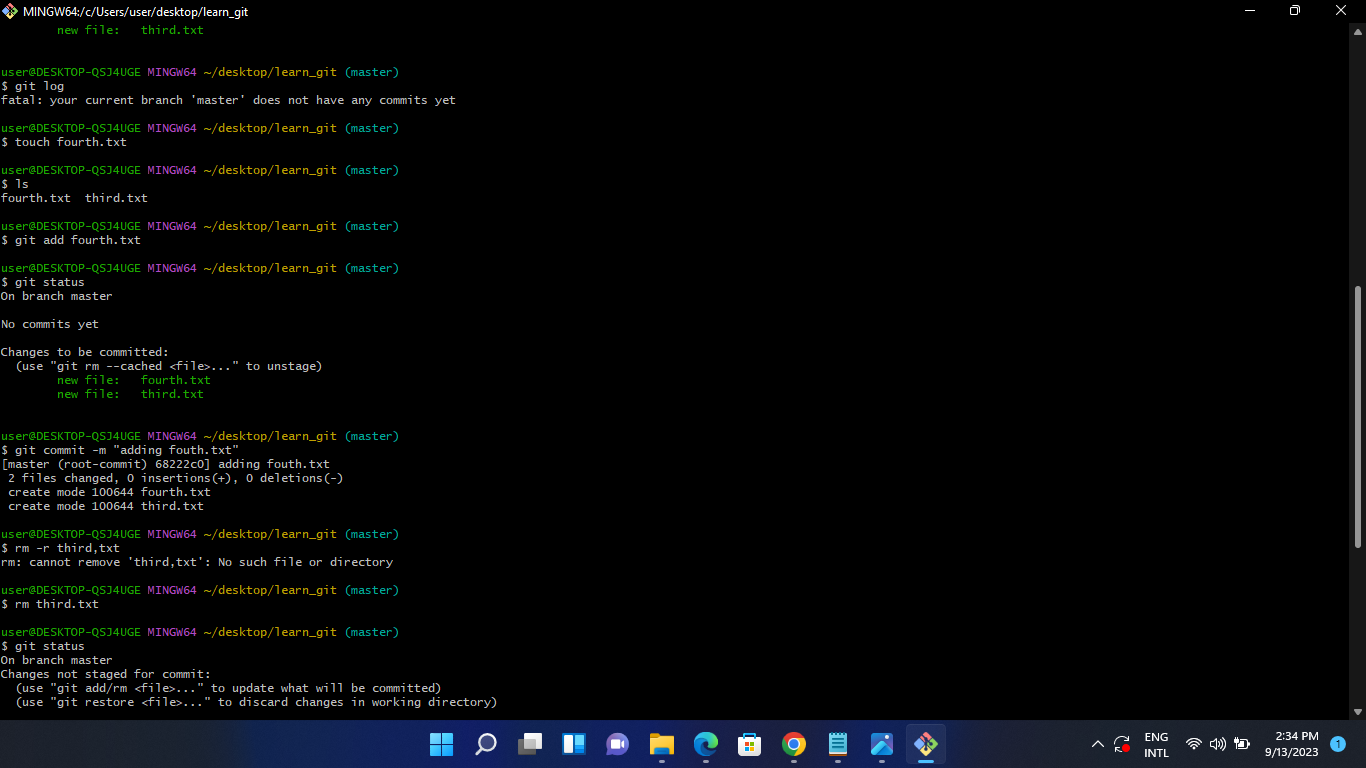 MINGW64:/c/Users/user/desktop/learn_git
new file:   third.txt
user@DESKTOP-QSJ4UGE MINGW64 ~/desktop/learn_git (master)
$ git log
fatal: your current branch 'master' does not have any commits yet
user@DESKTOP-QSJ4UGE MINGW64 ~/desktop/learn_git (master)
$ touch fourth.txt
user@DESKTOP-QSJ4UGE MINGW64 ~/desktop/learn_git (master)
$ ls
fourth.txt  third.txt
user@DESKTOP-QSJ4UGE MINGW64 ~/desktop/learn_git (master)
$ git add fourth.txt
user@DESKTOP-QSJ4UGE MINGW64 ~/desktop/learn_git (master)
$ git status
On branch master
No commits yet
Changes to be committed:
(use "git rm --cached <file>..." to unstage)
new file:   fourth.txt
new file:   third.txt
user@DESKTOP-QSJ4UGE MINGW64 ~/desktop/learn_git (master)
$ git commit -m "adding fouth.txt"
[master (root-commit) 68222c0] adding fouth.txt
2 files changed, 0 insertions(+), 0 deletions(-)
create mode 100644 fourth.txt
create mode 100644 third.txt
user@DESKTOP-QSJ4UGE MINGW64 ~/desktop/learn_git (master)
$ rm -r third,txt
rm: cannot remove 'third,txt': No such file or directory
user@DESKTOP-QSJ4UGE MINGW64 ~/desktop/learn_git (master)
$ rm third.txt
user@DESKTOP-QSJ4UGE MINGW64 ~/desktop/learn_git (master)
$ git status
On branch master
Changes not staged for commit:
(use "git add/rm <file>..." to update what will be committed)
(use "git restore <file>..." to discard changes in working directory)
ENG
INTL
2:34 PM
9/13/2023
1